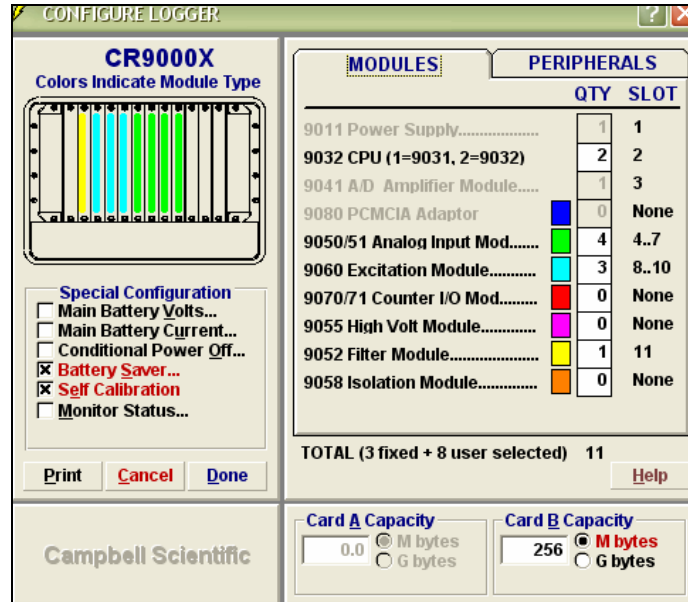 CONFIGURE LOGGER
?
CR9000X
Colors Indicate Module Type
Special Configuration
Main Battery Volts...
Main Battery Current...
Conditional Power Off...
Battery Saver...
Self Calibration
Monitor Status...
Print Cancel Done
Campbell Scientific
MODULES PERIPHERALS
QTY SLOT
9011 Power Supply................... 1 1
9032 CPU (1=9031, 2=9032) 2 2
9041 A/D Amplifier Module..... 1 3
9080 PCMCIA Adaptor 0 None
9050/51 Analog Input Mod....... 4 4..7
9060 Excitation Module........... 3 8..10
9070/71 Counter I/O Mod......... 0 None
9055 High Volt Module............ 0 None
9052 Filter Module.................... 1 11
9058 Isolation Module.............. 0 None
TOTAL (3 fixed + 8 user selected) 11
Help
Card A Capacity
0.0 M bytes
G bytes
Card B Capacity
256 M bytes
G bytes